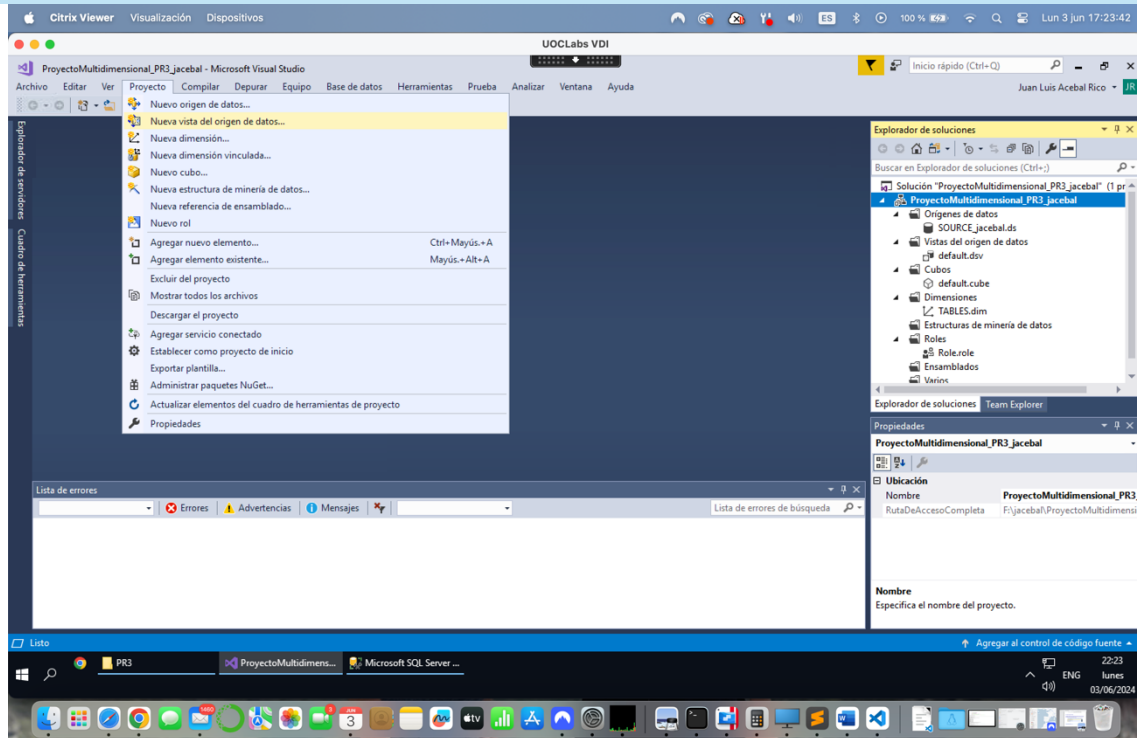 Citrix Viewer Visualización Dispositivos ES 100 % Lun 3 jun 17:23:42
UOCLabs VDI
ProyectoMultidimensional_PR3_jacebal - Microsoft Visual Studio
Inicio rápido (Ctrl+Q)
Archivo Editar Ver Proyecto Compilar Depurar Equipo Base de datos Herramientas Prueba Analizar Ventana Ayuda
Juan Luis Acebal Rico JR
Explorador de servidores
Cuadro de herramientas
Nuevo origen de datos...
Nueva vista del origen de datos...
Nueva dimensión...
Nueva dimensión vinculada...
Nuevo cubo...
Nueva estructura de minería de datos...
Nueva referencia de ensamblado...
Nuevo rol
Agregar nuevo elemento... Ctrl+Mayús.+A
Agregar elemento existente... Mayús.+Alt+A
Excluir del proyecto
Mostrar todos los archivos
Descargar el proyecto
Agregar servicio conectado
Establecer como proyecto de inicio
Exportar plantilla...
Administrar paquetes NuGet...
Actualizar elementos del cuadro de herramientas de proyecto
Propiedades
Explorador de soluciones
Buscar en Explorador de soluciones (Ctrl+;)
Solución "ProyectoMultidimensional_PR3_jacebal" (1 pr
ProyectoMultidimensional_PR3_jacebal
Orígenes de datos
SOURCE_jacebal.ds
Vistas del origen de datos
default.dsv
Cubos
default.cube
Dimensiones
TABLES.dim
Estructuras de minería de datos
Roles
Role.role
Ensamblados
Varios
Explorador de soluciones Team Explorer
Propiedades
ProyectoMultidimensional_PR3_jacebal
Ubicación
Nombre ProyectoMultidimensional_PR3_
RutaDeAccesoCompleta F:\jacebal\ProyectoMultidimensi
Nombre
Especifica el nombre del proyecto.
Lista de errores
Errores Advertencias Mensajes
Lista de errores de búsqueda
Listo
Agregar al control de código fuente
PR3 ProyectoMultidimens... Microsoft SQL Server ...
ENG
22:23
lunes
03/06/2024
JUN
3
tv